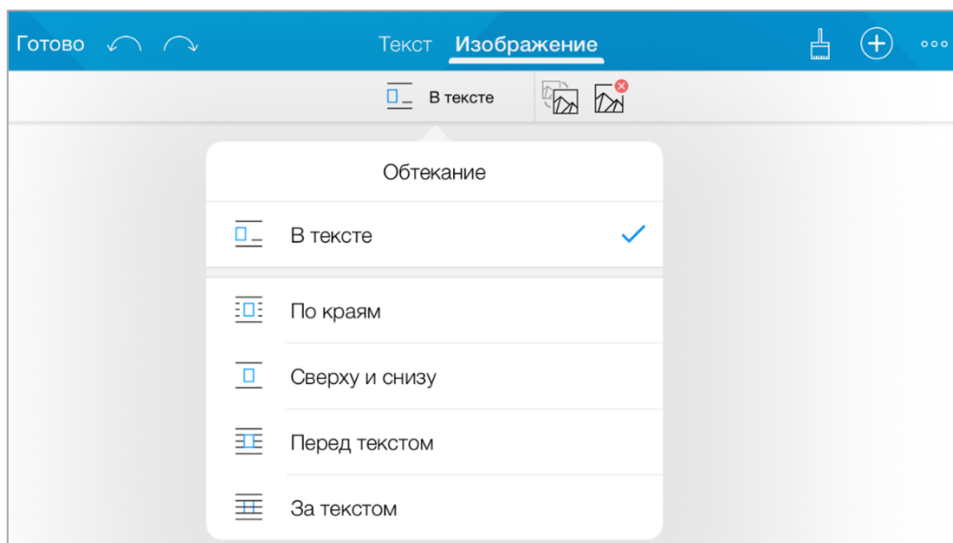 Готово Текст Изображение
В тексте
Обтекание
В тексте
По краям
Сверху и снизу
Перед текстом
За текстом